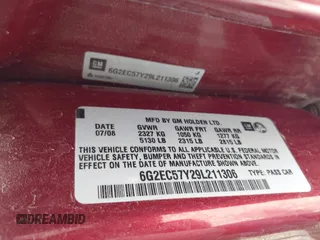 GM
6G2EC57Y29L211306
MFD BY GM HOLDEN LTD.
DATE GVWR GAWR FRT GAWR RR
07/08 2327 KG 1050 KG 1277 KG
5130 LB 2315 LB 2815 LB
THIS VEHICLE CONFORMS TO ALL APPLICABLE U.S.
FEDERAL MOTOR VEHICLE
SAFETY, BUMPER AND THEFT PREVENTION STANDARDS
IN EFFECT ON THE DATE OF MANUFACTURE SHOWN
ABOVE.
6G2EC57Y29L211306 TYPE: PASS CAR
DREAMBID